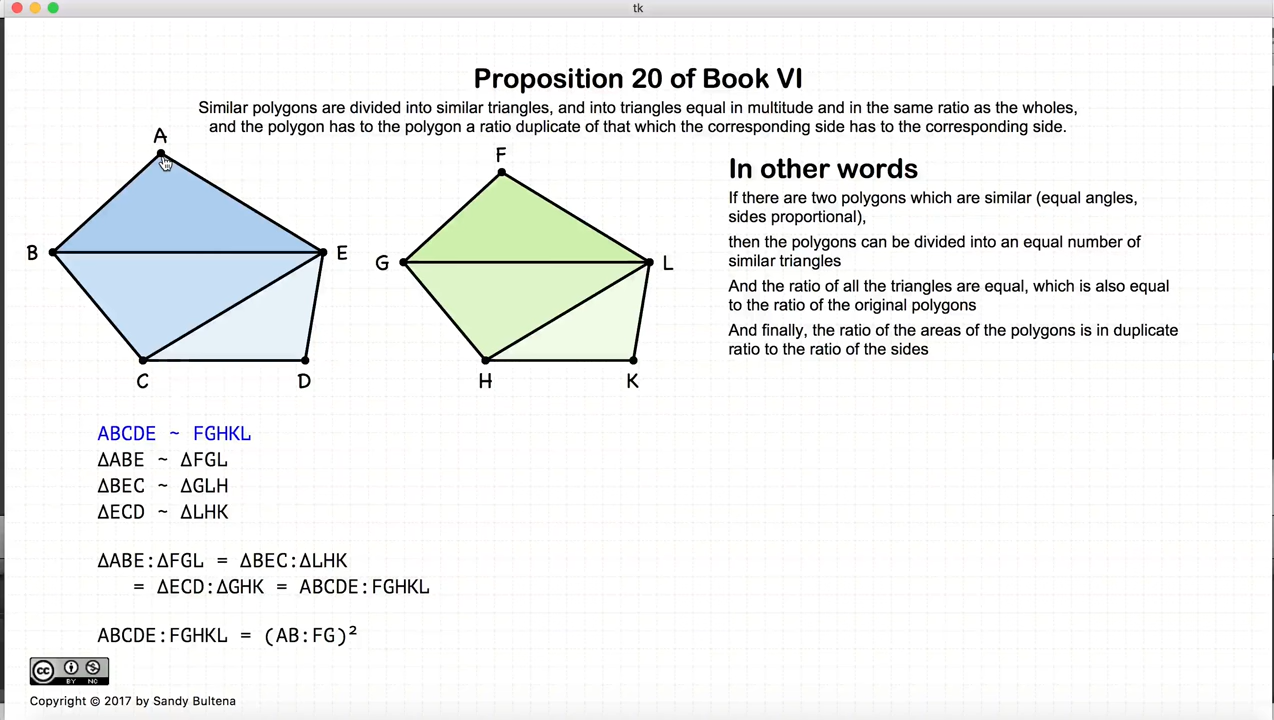 tk
Proposition 20 of Book VI
Similar polygons are divided into similar triangles, and into triangles equal in multitude and in the same ratio as the wholes,
and the polygon has to the polygon a ratio duplicate of that which the corresponding side has to the corresponding side.
A
B
E
C
D
F
G
L
H
K
In other words
If there are two polygons which are similar (equal angles,
sides proportional),
then the polygons can be divided into an equal number of
similar triangles
And the ratio of all the triangles are equal, which is also equal
to the ratio of the original polygons
And finally, the ratio of the areas of the polygons is in duplicate
ratio to the ratio of the sides
ABCDE ~ FGHKL
ΔABE ~ ΔFGL
ΔBEC ~ ΔGLH
ΔECD ~ ΔLHK
ΔABE:ΔFGL = ΔBEC:ΔLHK
= ΔECD:ΔGHK = ABCDE:FGHKL
ABCDE:FGHKL = (AB:FG)²
cc
BY NC
Copyright © 2017 by Sandy Bultena